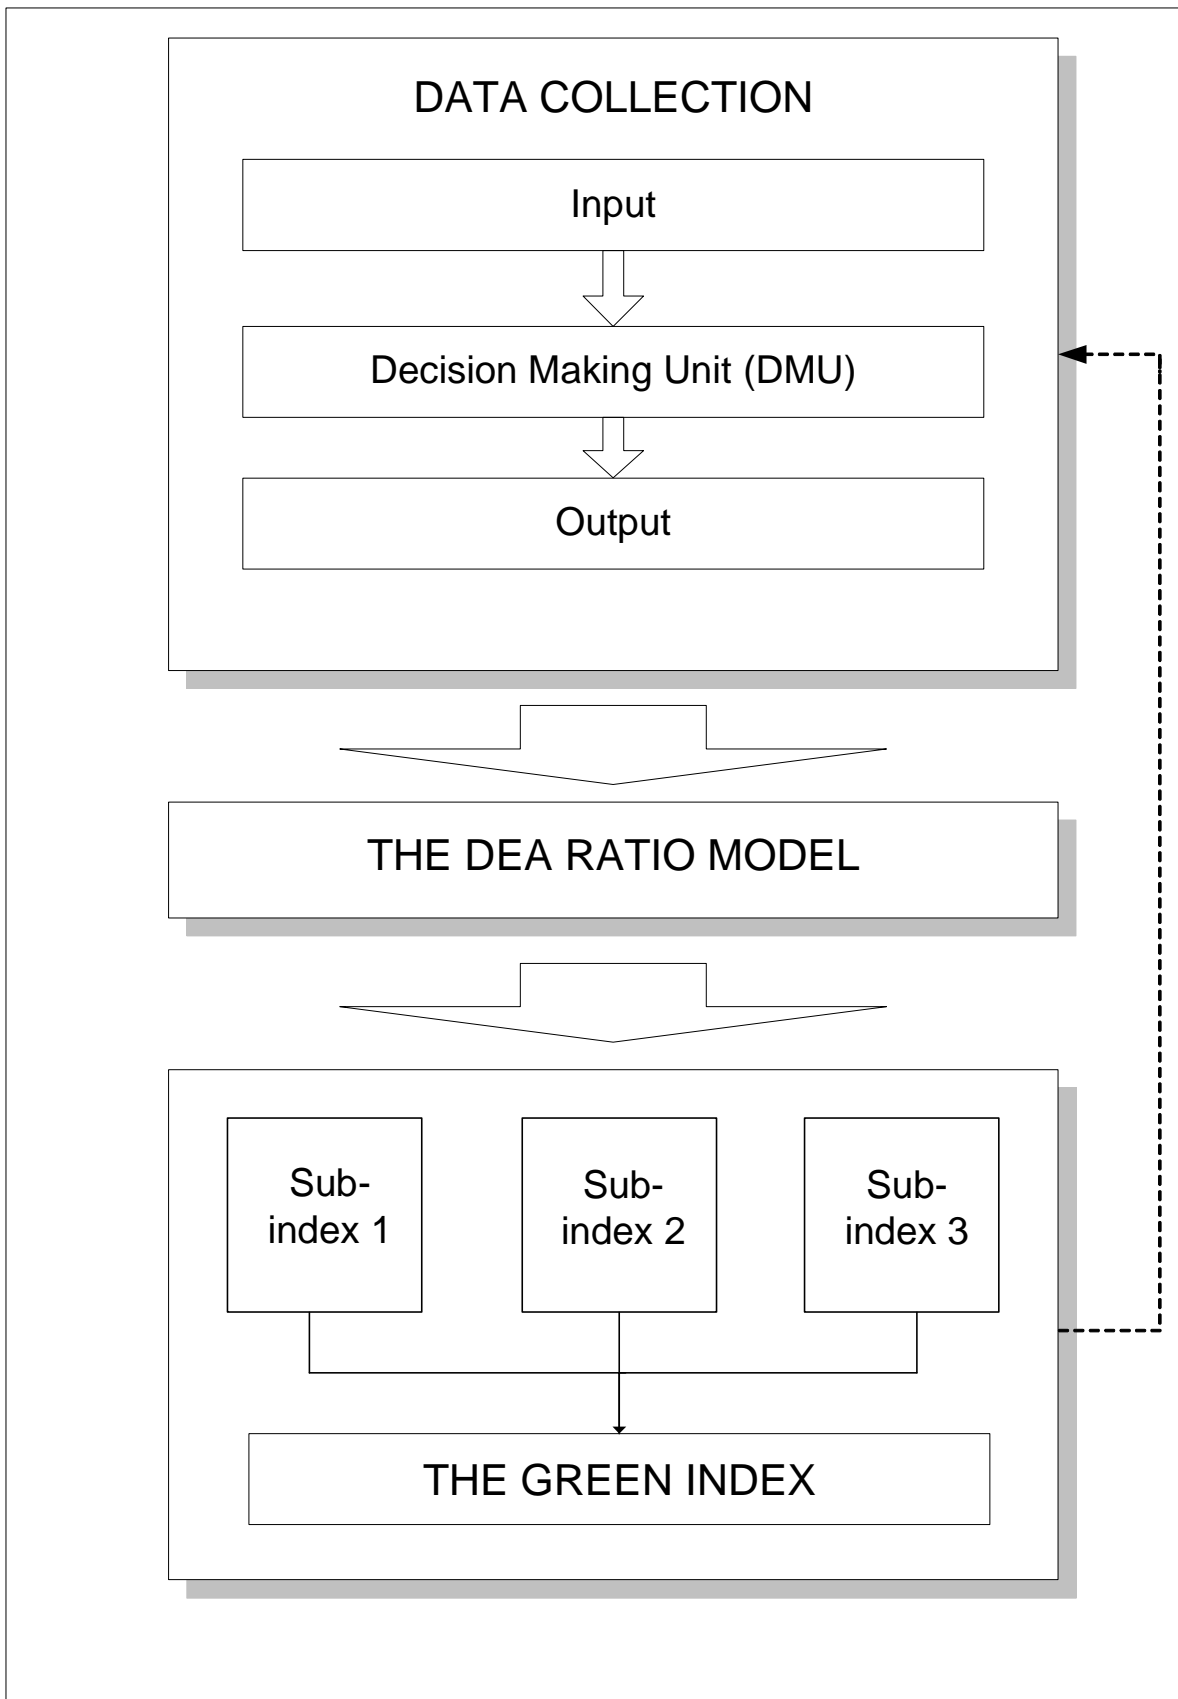 DATA COLLECTION
Input
Decision Making Unit (DMU)
Output
THE DEA RATIO MODEL
Sub-
index 1
Sub-
index 2
Sub-
index 3
THE GREEN INDEX